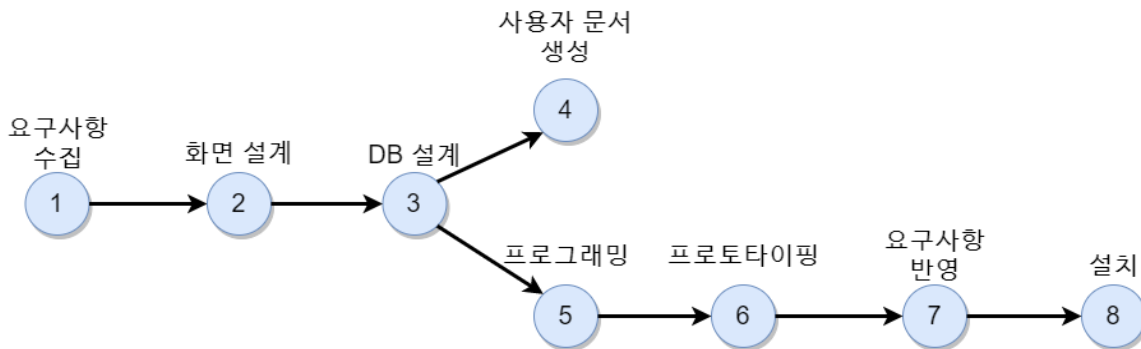 사용자 문서
생성
4
요구사항
수집
화면 설계
DB 설계
1
2
3
프로그래밍
프로토타이핑
요구사항
반영
설치
5
6
7
8